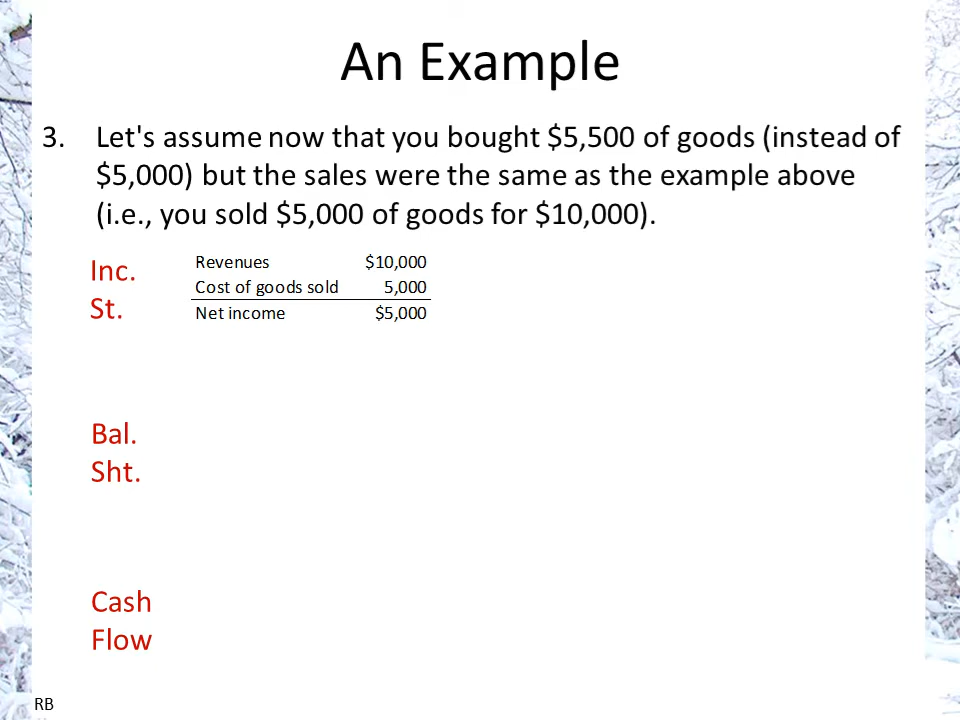 An Example
3. Let's assume now that you bought $5,500 of goods (instead of
$5,000) but the sales were the same as the example above
(i.e., you sold $5,000 of goods for $10,000).
Inc.
St.
Revenues $10,000
Cost of goods sold 5,000
Net income $5,000
Bal.
Sht.
Cash
Flow
RB